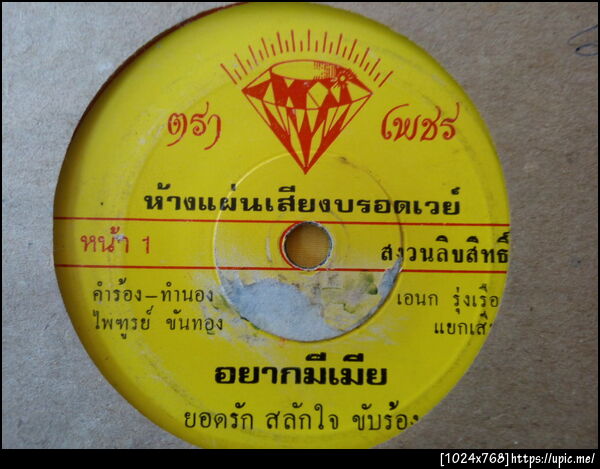 ตรา เพชร
ห้างแผ่นเสียงบรอดเวย์
หน้า 1 สงวนลิขสิทธิ์
คำร้อง–ทำนอง เอนก รุ่งเรือ
ไพฑูรย์ ขันทอง แยกเสี
อยากมีเมีย
ยอดรัก สลักใจ ขับร้อง
[1024x768]https://upic.me/